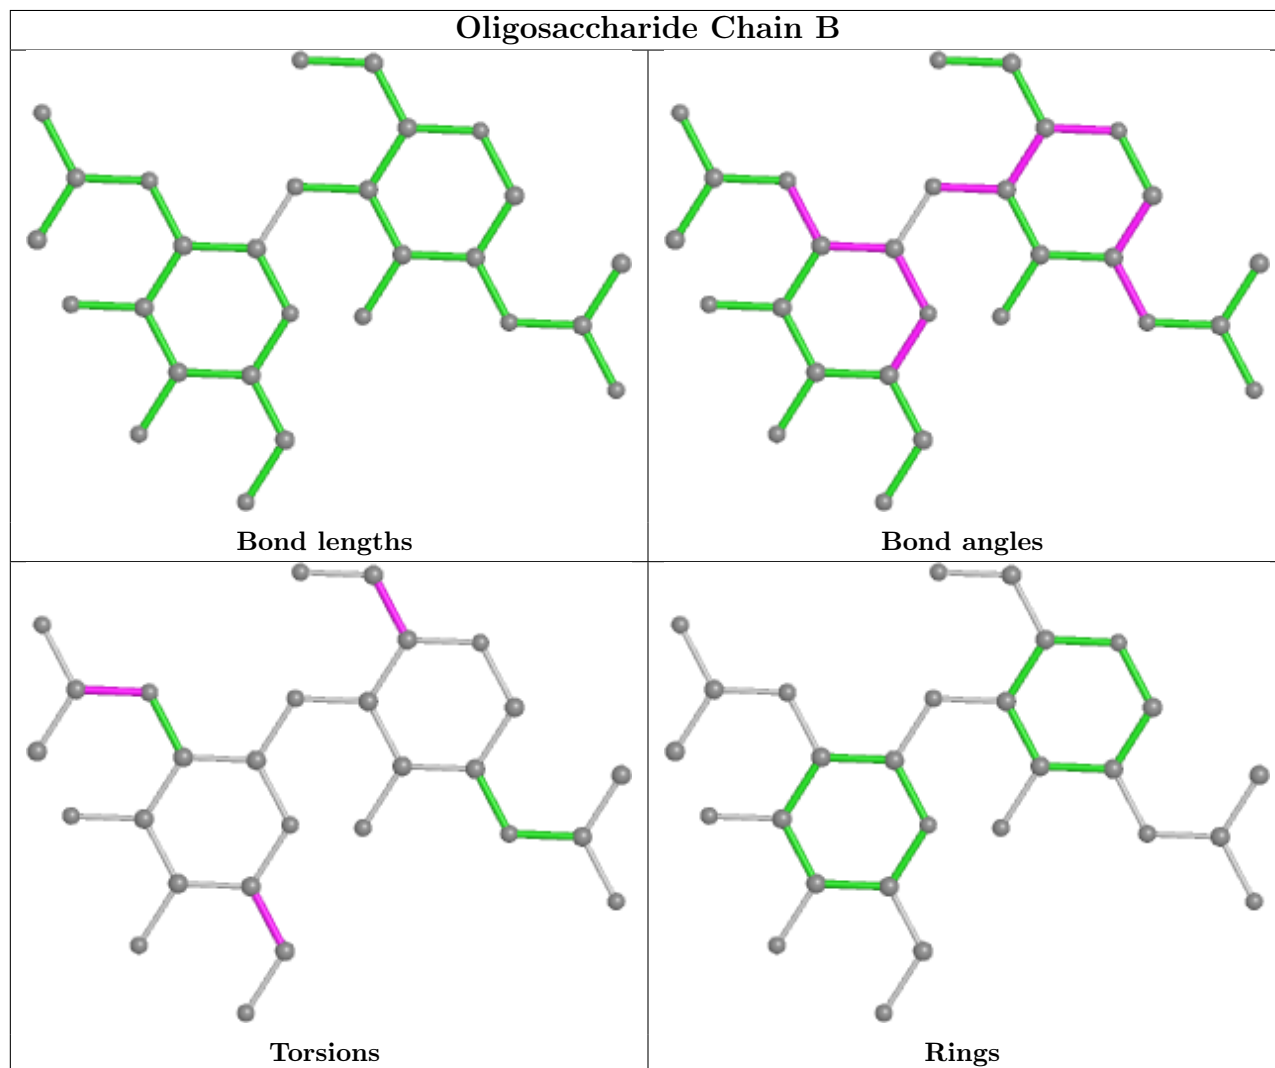 Oligosaccharide Chain B
Bond lengths
Bond angles
Torsions
Rings